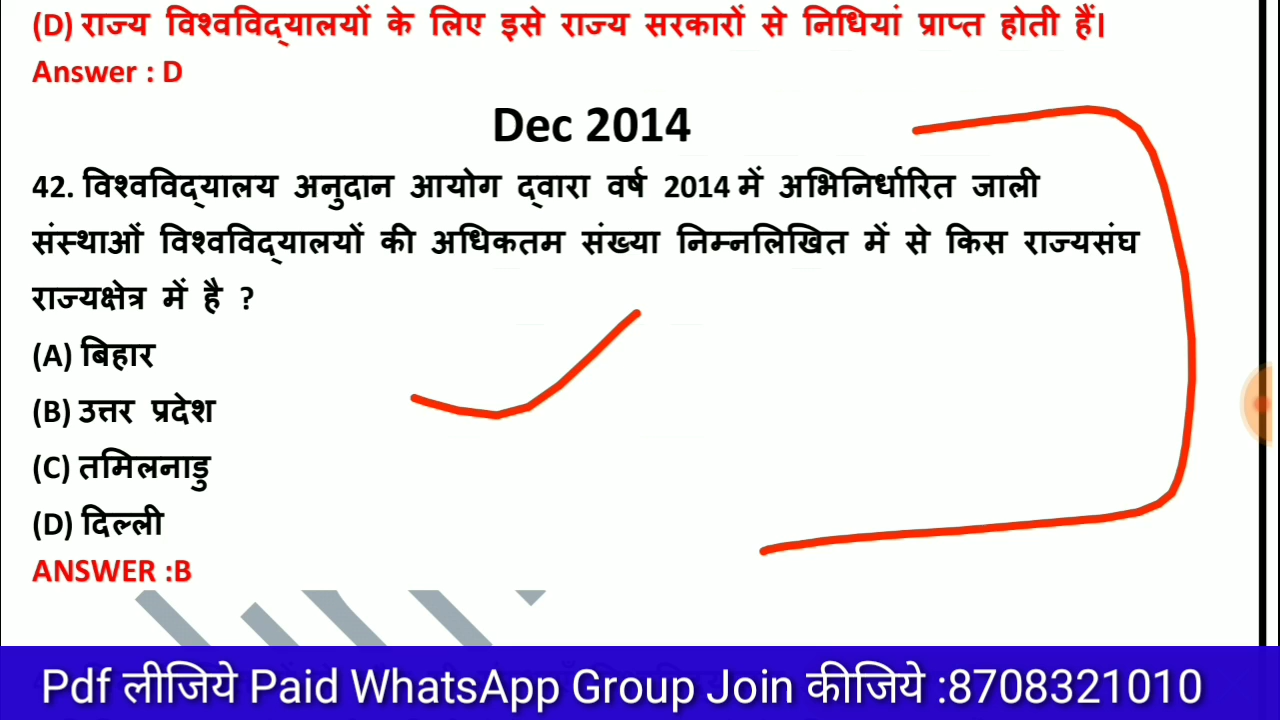 (D) राज्य विश्वविद्यालयों के लिए इसे राज्य सरकारों से निधियां प्राप्त होती हैं।
Answer : D
Dec 2014
42. विश्वविद्यालय अनुदान आयोग द्वारा वर्ष 2014 में अभिनिर्धारित जाली
संस्थाओं विश्वविद्यालयों की अधिकतम संख्या निम्नलिखित में से किस राज्यसंघ
राज्यक्षेत्र में है ?
(A) बिहार
(B) उत्तर प्रदेश
(C) तमिलनाडु
(D) दिल्ली
ANSWER :B
Pdf लीजिये Paid WhatsApp Group Join कीजिये :8708321010